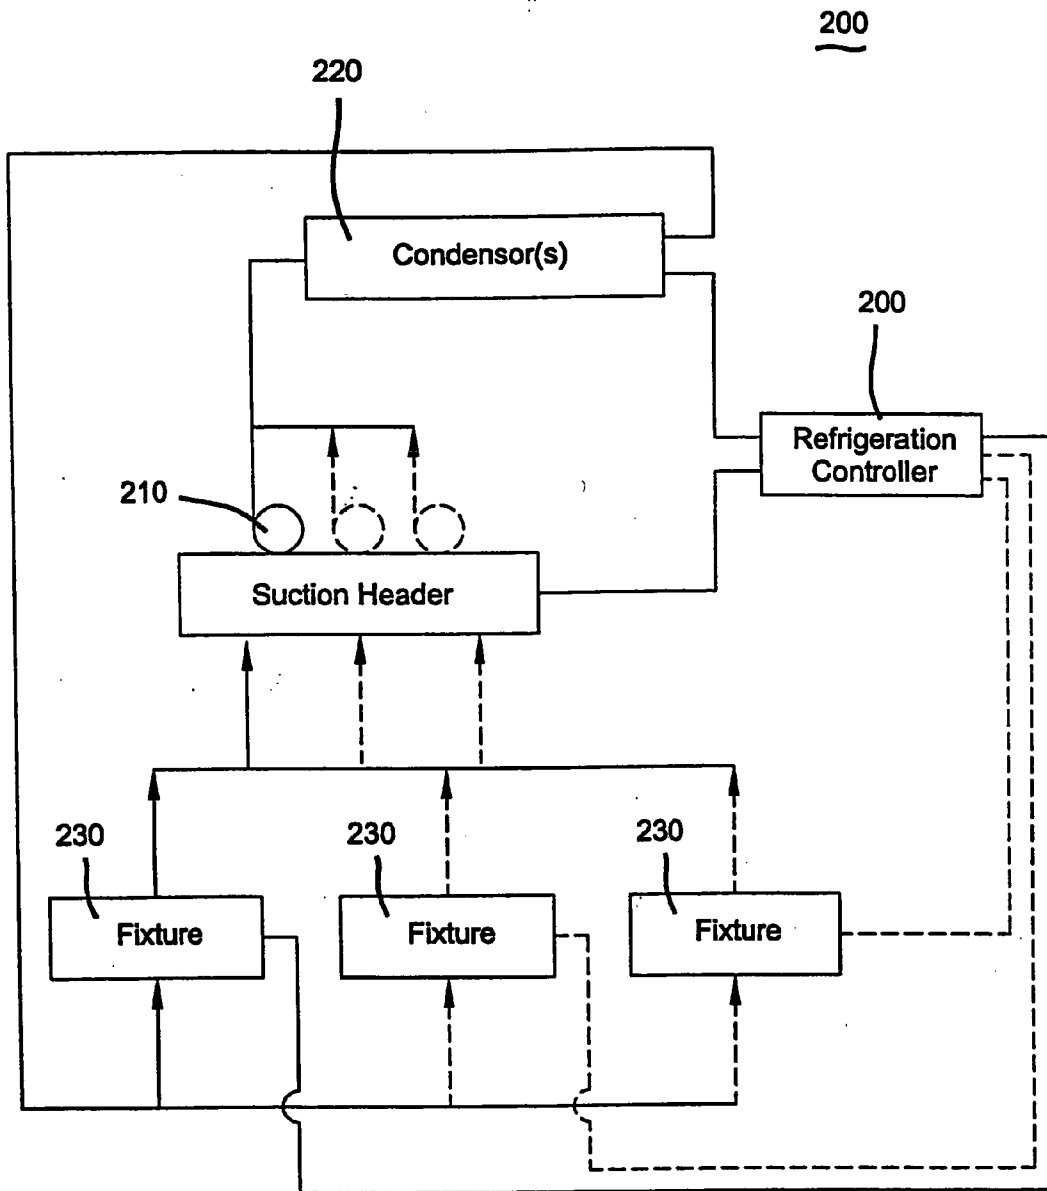 200
220
Condensor(s)
200
Refrigeration
Controller
210
Suction Header
230
230
230
Fixture
Fixture
Fixture